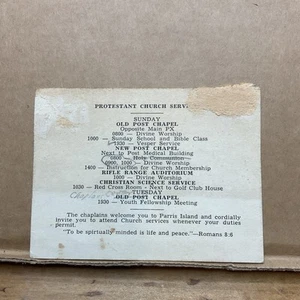 PROTESTANT CHURCH SERV
SUNDAY
OLD POST CHAPEL
Opposite Main PX
0800 — Divine Worship
1000 — Sunday School and Bible Class
1930 — Vesper Service
NEW POST CHAPEL
Next to Post Medical Building
0800 — Holy Communion
0900, 1000 — Divine Worship
1400 — Instruction for Church Membership
RIFLE RANGE AUDITORIUM
1000 — Divine Worship
CHRISTIAN SCIENCE SERVICE
1630 — Red Cross Room - Next to Golf Club House
TUESDAY
OLD POST CHAPEL
1930 — Youth Fellowship Meeting
The chaplains welcome you to Parris Island and cordially
invite you to attend Church services whenever your duties
permit.
"To be spiritually minded is life and peace."—Romans 8:6